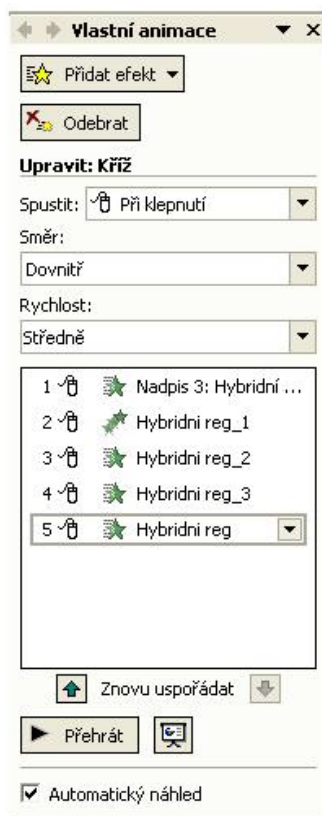 Vlastní animace
Přidat efekt
Odebrat
Upravit: Kříž
Spustit: Při klepnutí
Směr:
Dovnitř
Rychlost:
Středně
1 Nadpis 3: Hybridní ...
2 Hybridni reg_1
3 Hybridni reg_2
4 Hybridni reg_3
5 Hybridni reg
Znovu uspořádat
Přehrát
Automatický náhled